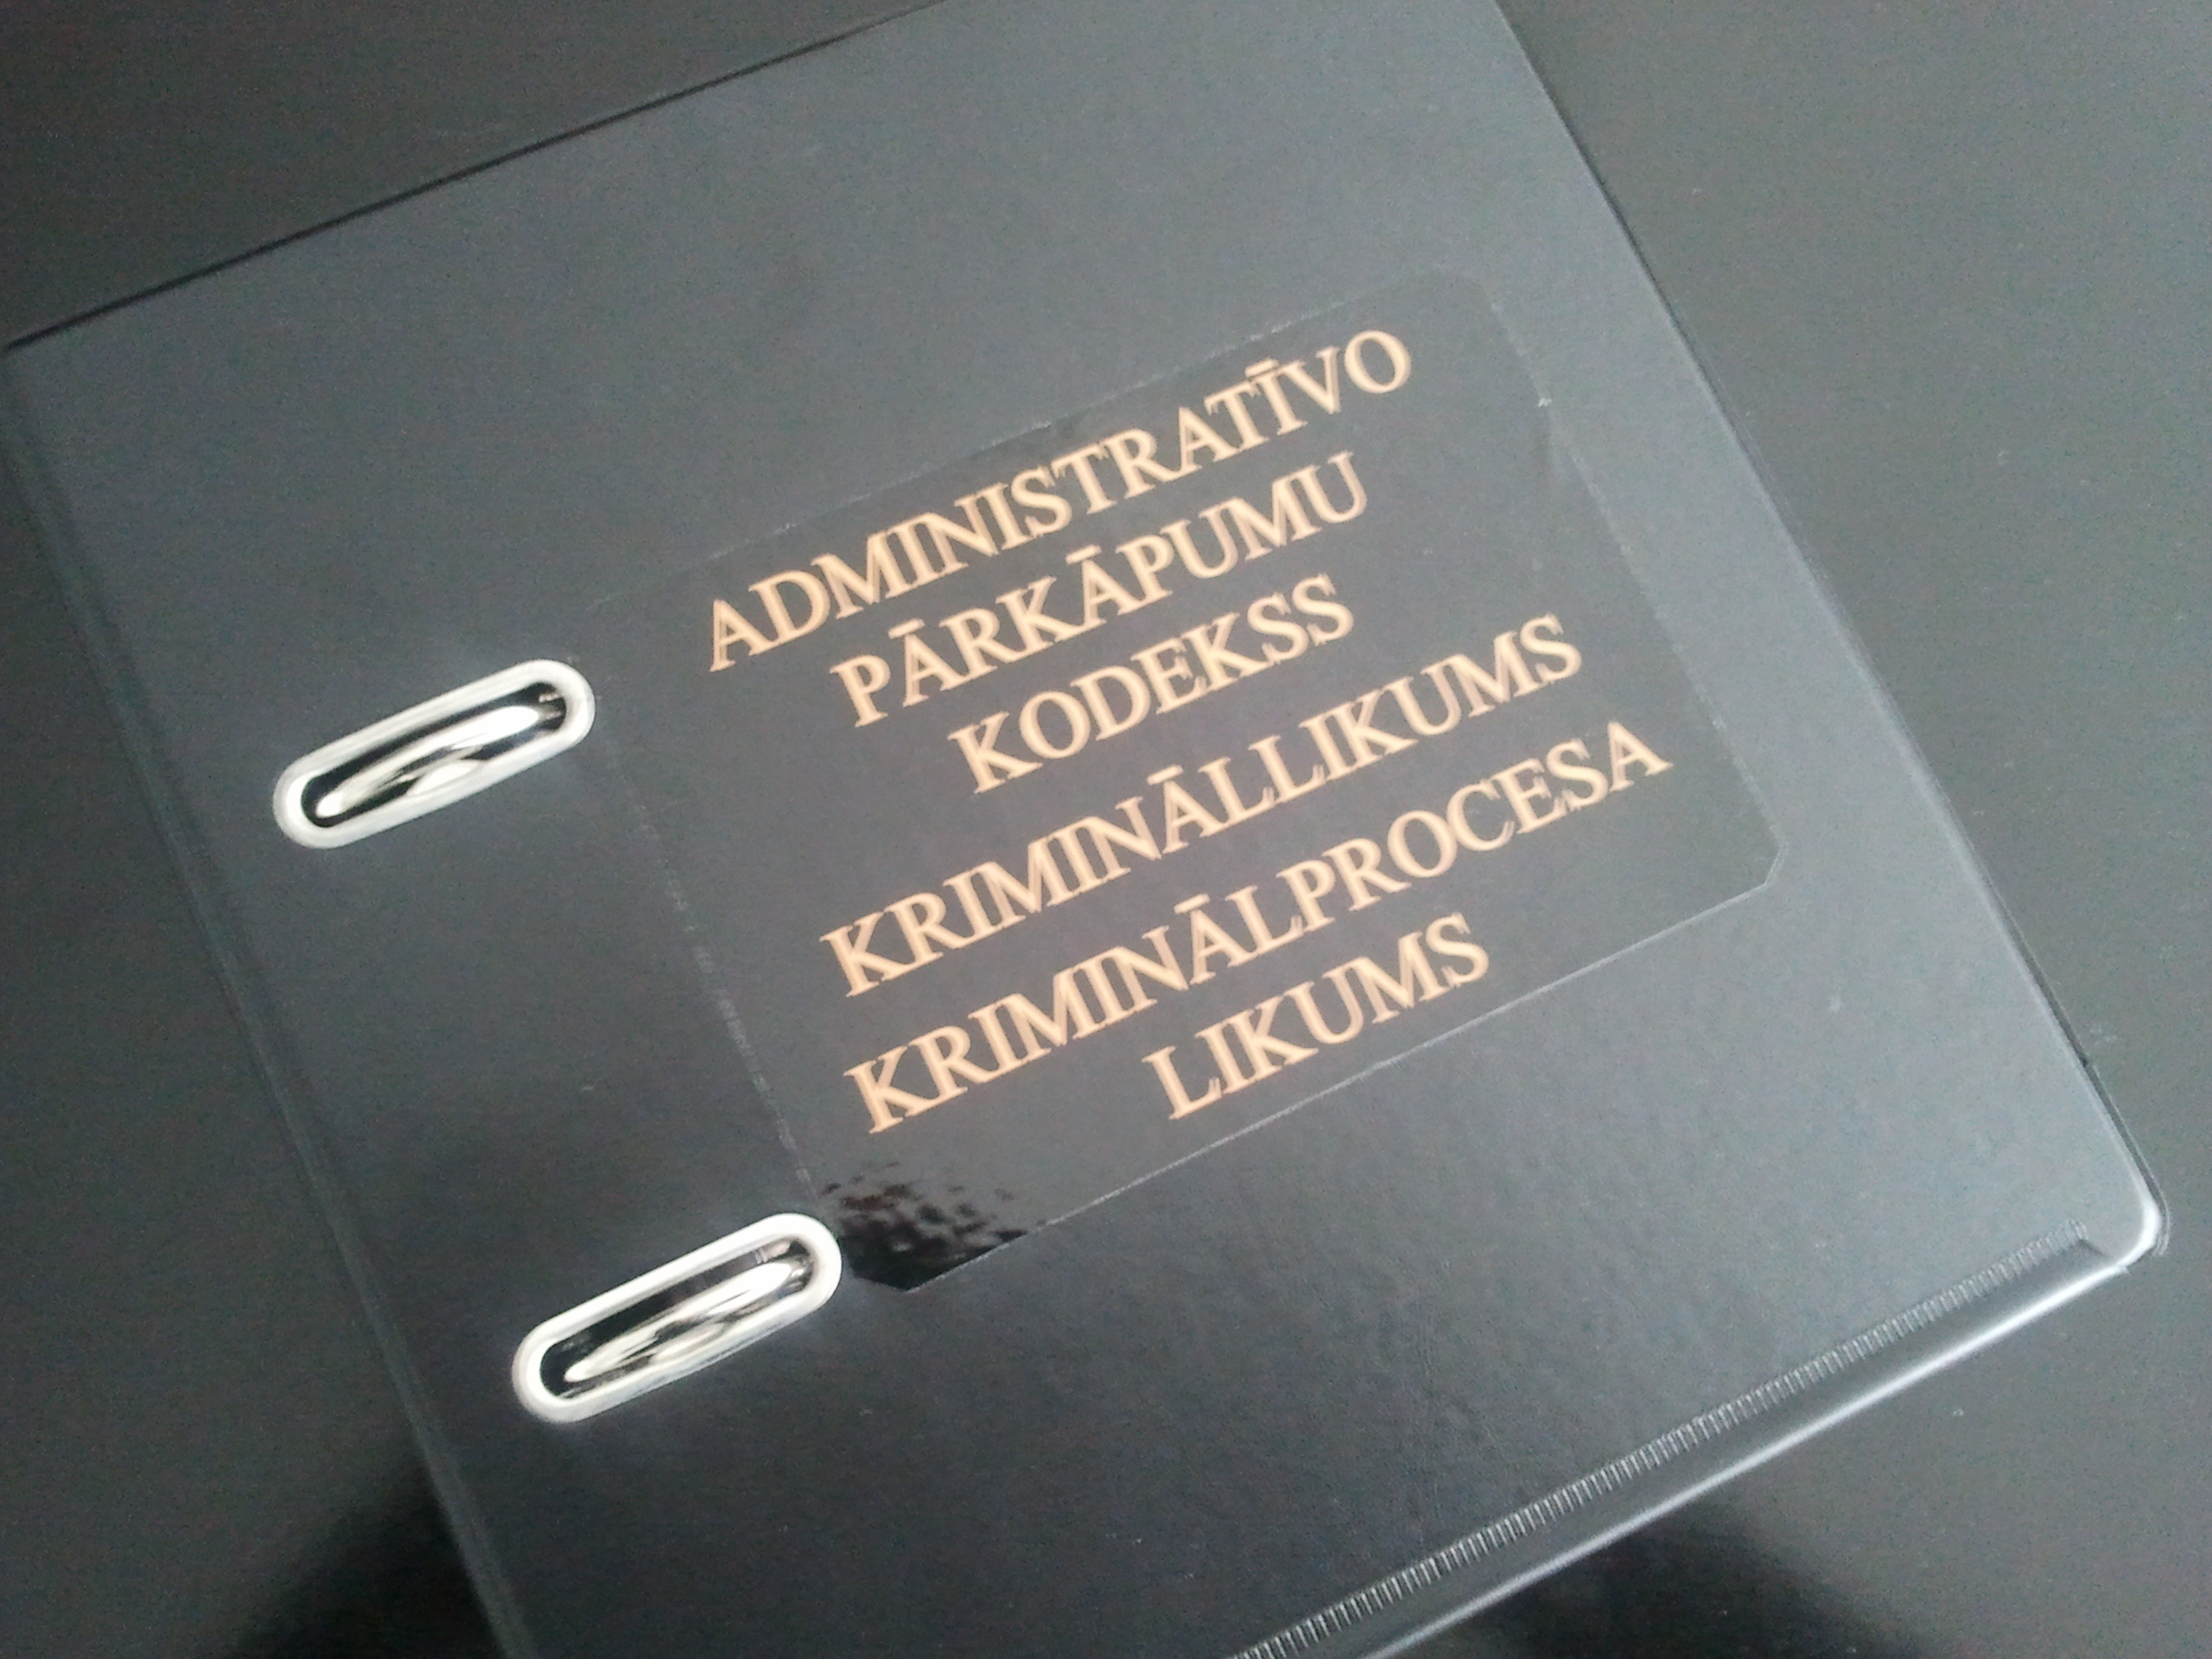 ADMINISTRATĪVO
PĀRKĀPUMU
KODEKSS
KRIMINĀLLIKUMS
KRIMINĀLPROCESA
LIKUMS